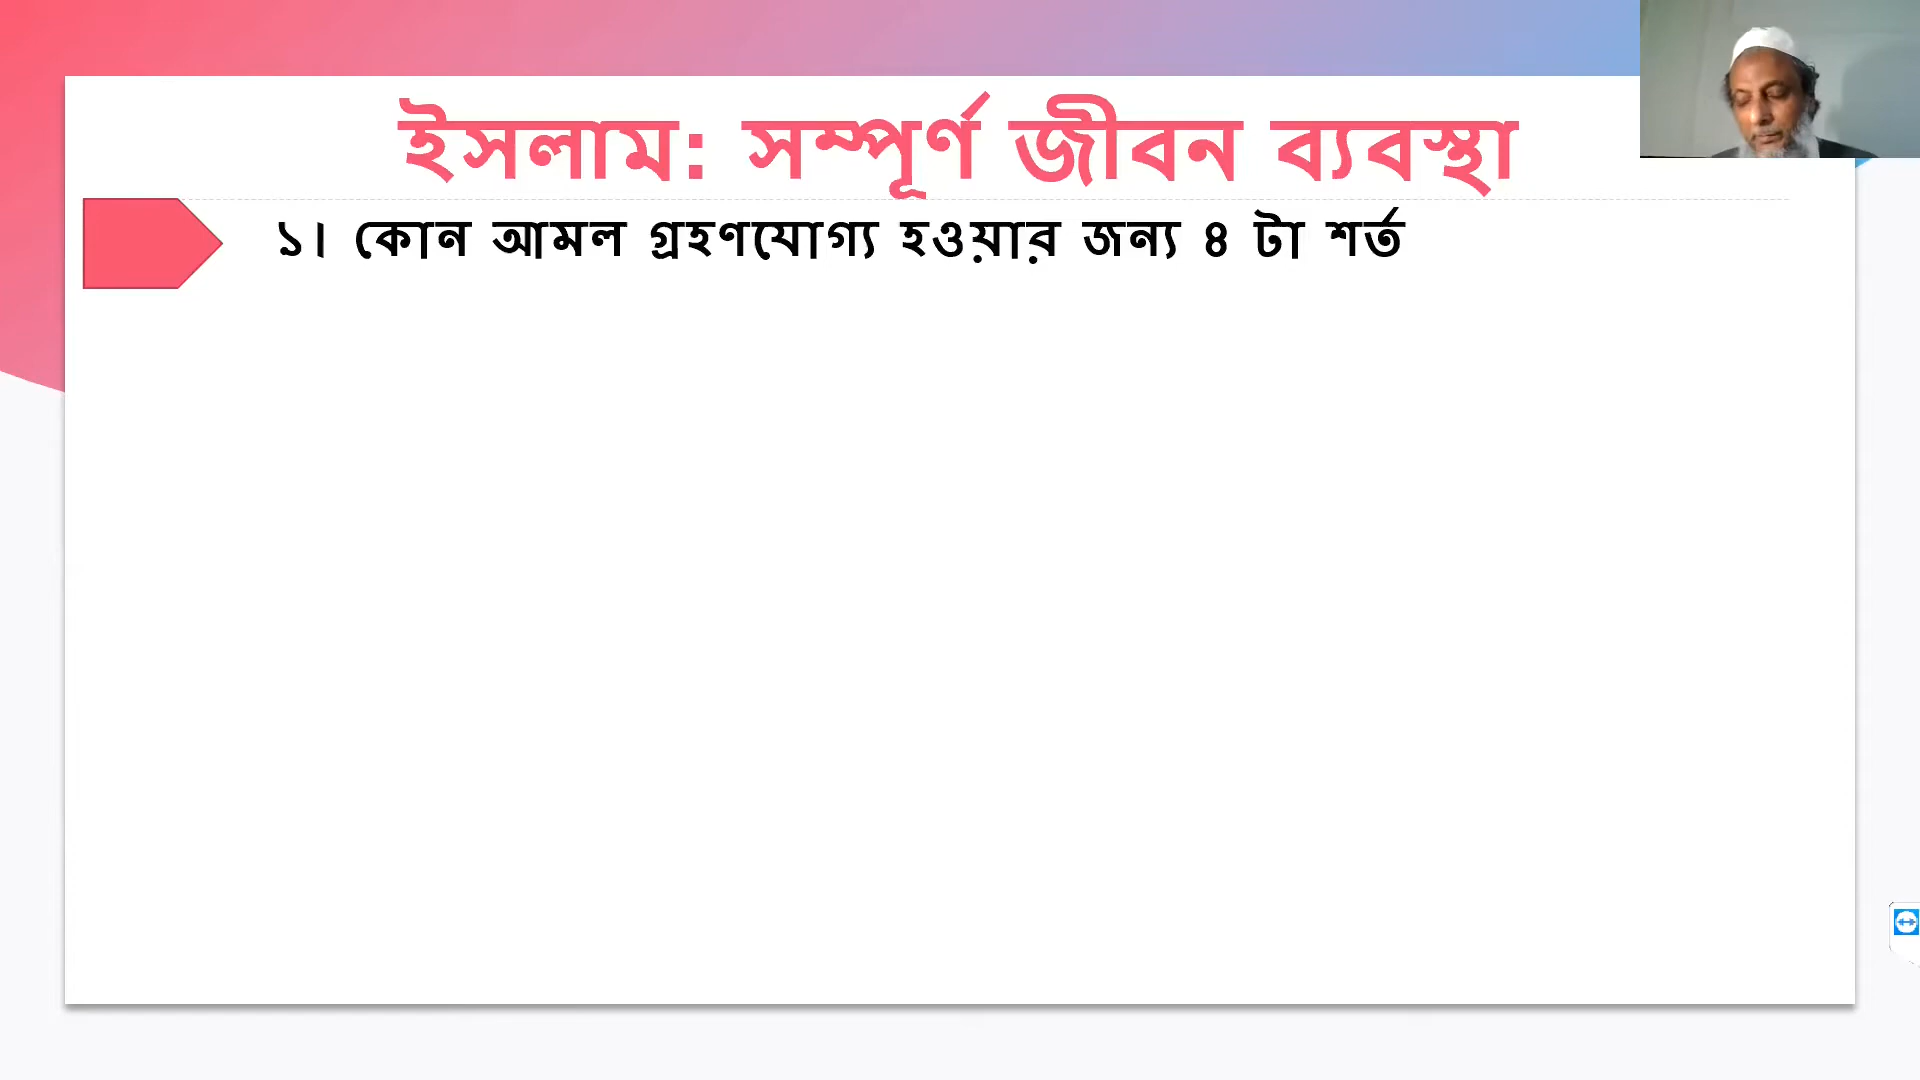 ইসলাম: সম্পূর্ণ জীবন ব্যবস্থা
১। কোন আমল গ্রহণযোগ্য হওয়ার জন্য ৪ টা শর্ত